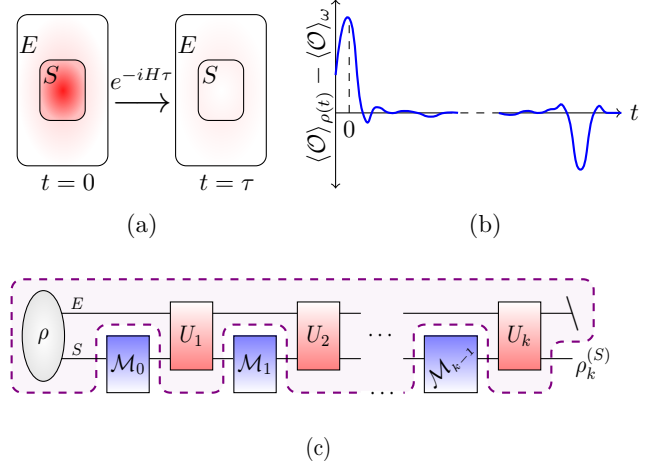 E
S
t = 0
e^{-iHτ}
E
S
t = τ
(a)
⟨𝒪⟩_{ρ(t)} − ⟨𝒪⟩_ω
0
t
(b)
ρ
E
S
ℳ_0
U_1
ℳ_1
U_2
⋯
⋯
ℳ_{k−1}
U_k
ρ_k^{(S)}
(c)